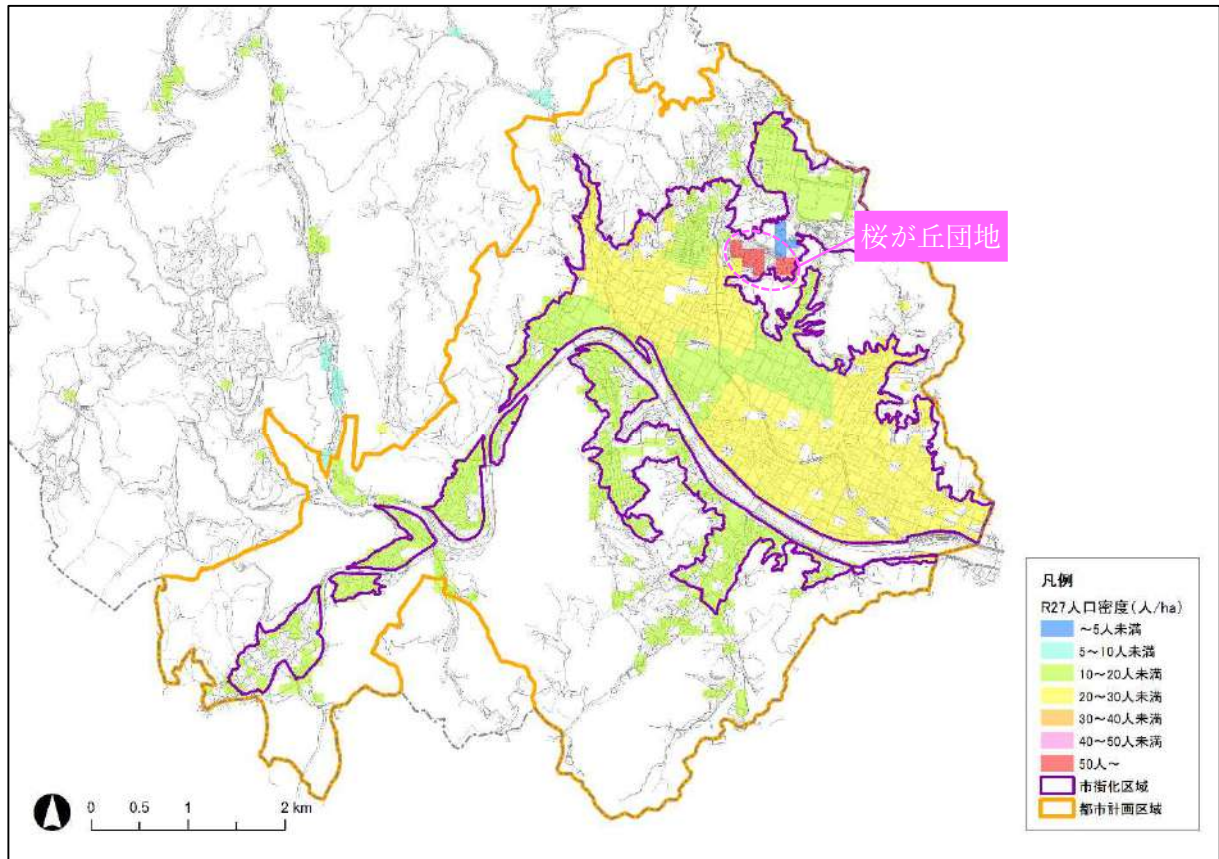 桜が丘団地
凡例
R27人口密度(人/ha)
～5人未満
5～10人未満
10～20人未満
20～30人未満
30～40人未満
40～50人未満
50人～
市街化区域
都市計画区域
0 0.5 1 2 km